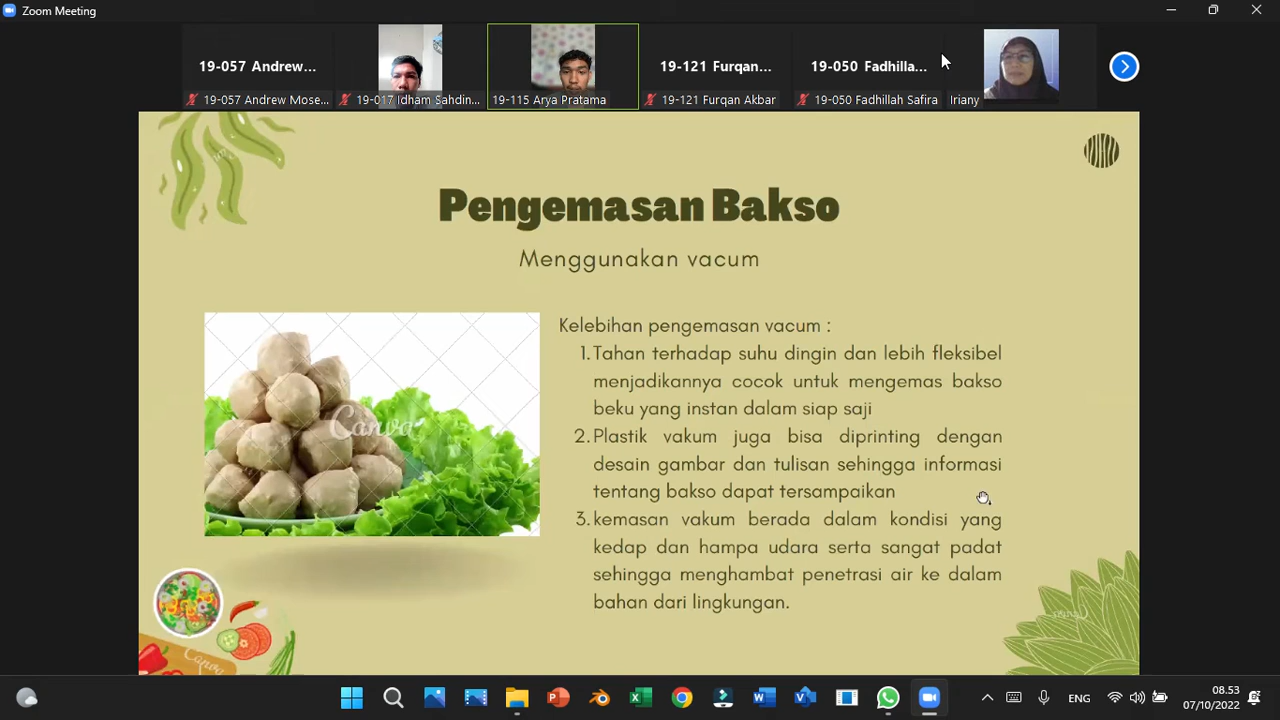 Zoom Meeting
19-057 Andrew...
19-121 Furqan...
19-050 Fadhilla...
19-057 Andrew Mose...
19-017 Idham Sahdin...
19-115 Arya Pratama
19-121 Furqan Akbar
19-050 Fadhillah Safira
Iriany
Pengemasan Bakso
Menggunakan vacum
Canva
Kelebihan pengemasan vacum :
1. Tahan terhadap suhu dingin dan lebih fleksibel
menjadikannya cocok untuk mengemas bakso
beku yang instan dalam siap saji
2. Plastik vakum juga bisa diprinting dengan
desain gambar dan tulisan sehingga informasi
tentang bakso dapat tersampaikan
3. kemasan vakum berada dalam kondisi yang
kedap dan hampa udara serta sangat padat
sehingga menghambat penetrasi air ke dalam
bahan dari lingkungan.
Canva
ENG
08.53
07/10/2022